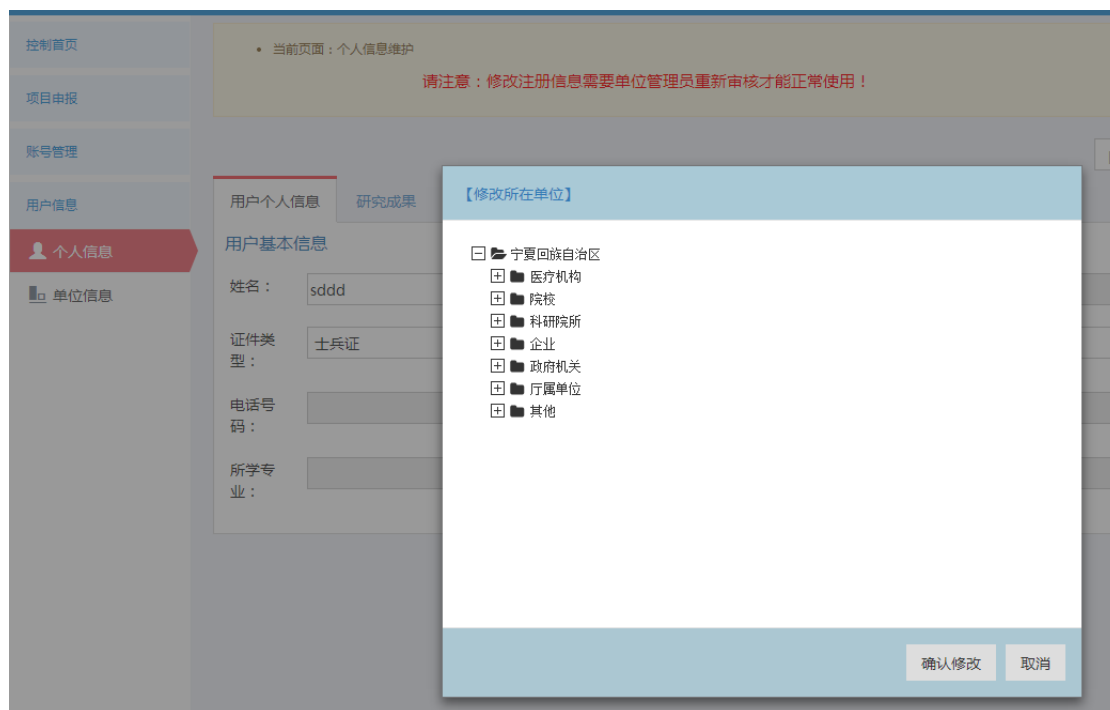 控制首页
项目申报
账号管理
用户信息
个人信息
单位信息
当前页面：个人信息维护
请注意：修改注册信息需要单位管理员重新审核才能正常使用！
用户个人信息
研究成果
用户基本信息
姓名：
sddd
证件类
型：
士兵证
电话号
码：
所学专
业：
【修改所在单位】
宁夏回族自治区
医疗机构
院校
科研院所
企业
政府机关
厅属单位
其他
确认修改
取消